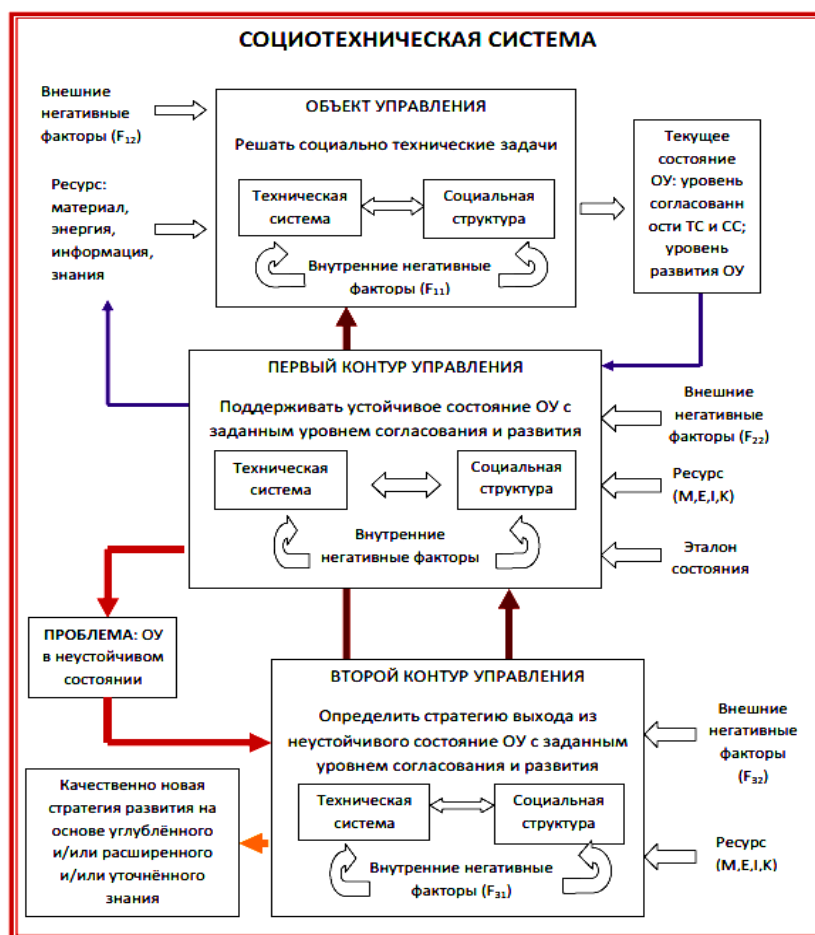 СОЦИОТЕХНИЧЕСКАЯ СИСТЕМА
Внешние
негативные
факторы (F₁₂)
Ресурс:
материал,
энергия,
информация,
знания
ОБЪЕКТ УПРАВЛЕНИЯ
Решать социально технические задачи
Техническая
система
Социальная
структура
Внутренние негативные
факторы (F₁₁)
Текущее
состояние
ОУ: уровень
согласованн
ости ТС и СС;
уровень
развития ОУ
ПЕРВЫЙ КОНТУР УПРАВЛЕНИЯ
Поддерживать устойчивое состояние ОУ с
заданным уровнем согласования и развития
Техническая
система
Социальная
структура
Внутренние
негативные факторы
Внешние
негативные
факторы (F₂₂)
Ресурс
(M,E,I,K)
Эталон
состояния
ПРОБЛЕМА: ОУ
в неустойчивом
состоянии
ВТОРОЙ КОНТУР УПРАВЛЕНИЯ
Определить стратегию выхода из
неустойчивого состояние ОУ с заданным
уровнем согласования и развития
Техническая
система
Социальная
структура
Внутренние негативные
факторы (F₃₁)
Внешние
негативные
факторы
(F₃₂)
Ресурс
(M,E,I,K)
Качественно новая
стратегия развития на
основе углублённого
и/или расширенного
и/или уточнённого
знания